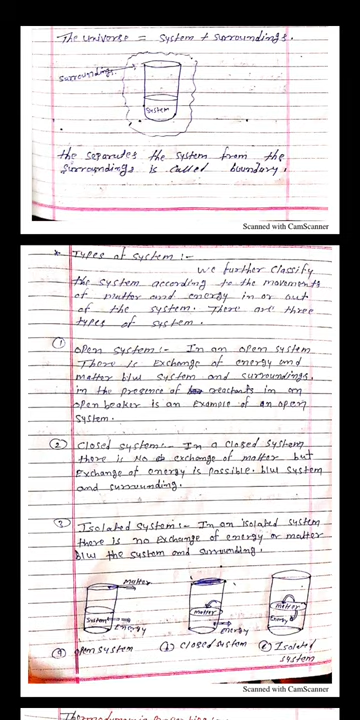 The universe = System + Surroundings.
Surroundings
System
the separates the system from the
surroundings is called boundary.
Scanned with CamScanner
* Types of system :-
We further classify
the system according to the movements
of matter and energy in or out
of the system. There are three
types of system.
① open system :- In an open system
There is Exchange of energy and
matter blw system and surroundings.
in the presence of reactants in an
open beaker is an Example of an open
system.
② Closed system :- In a closed system
there is No exchange of matter but
Exchange of energy is possible. blw system
and surrounding.
③ Isolated system :- In an isolated system
there is no Exchange of energy or matter
blw the system and surrounding.
Matter
System
Energy
Matter
Energy
Matter
Energy
(a) open system
(b) closed system
(c) Isolated
system
Scanned with CamScanner